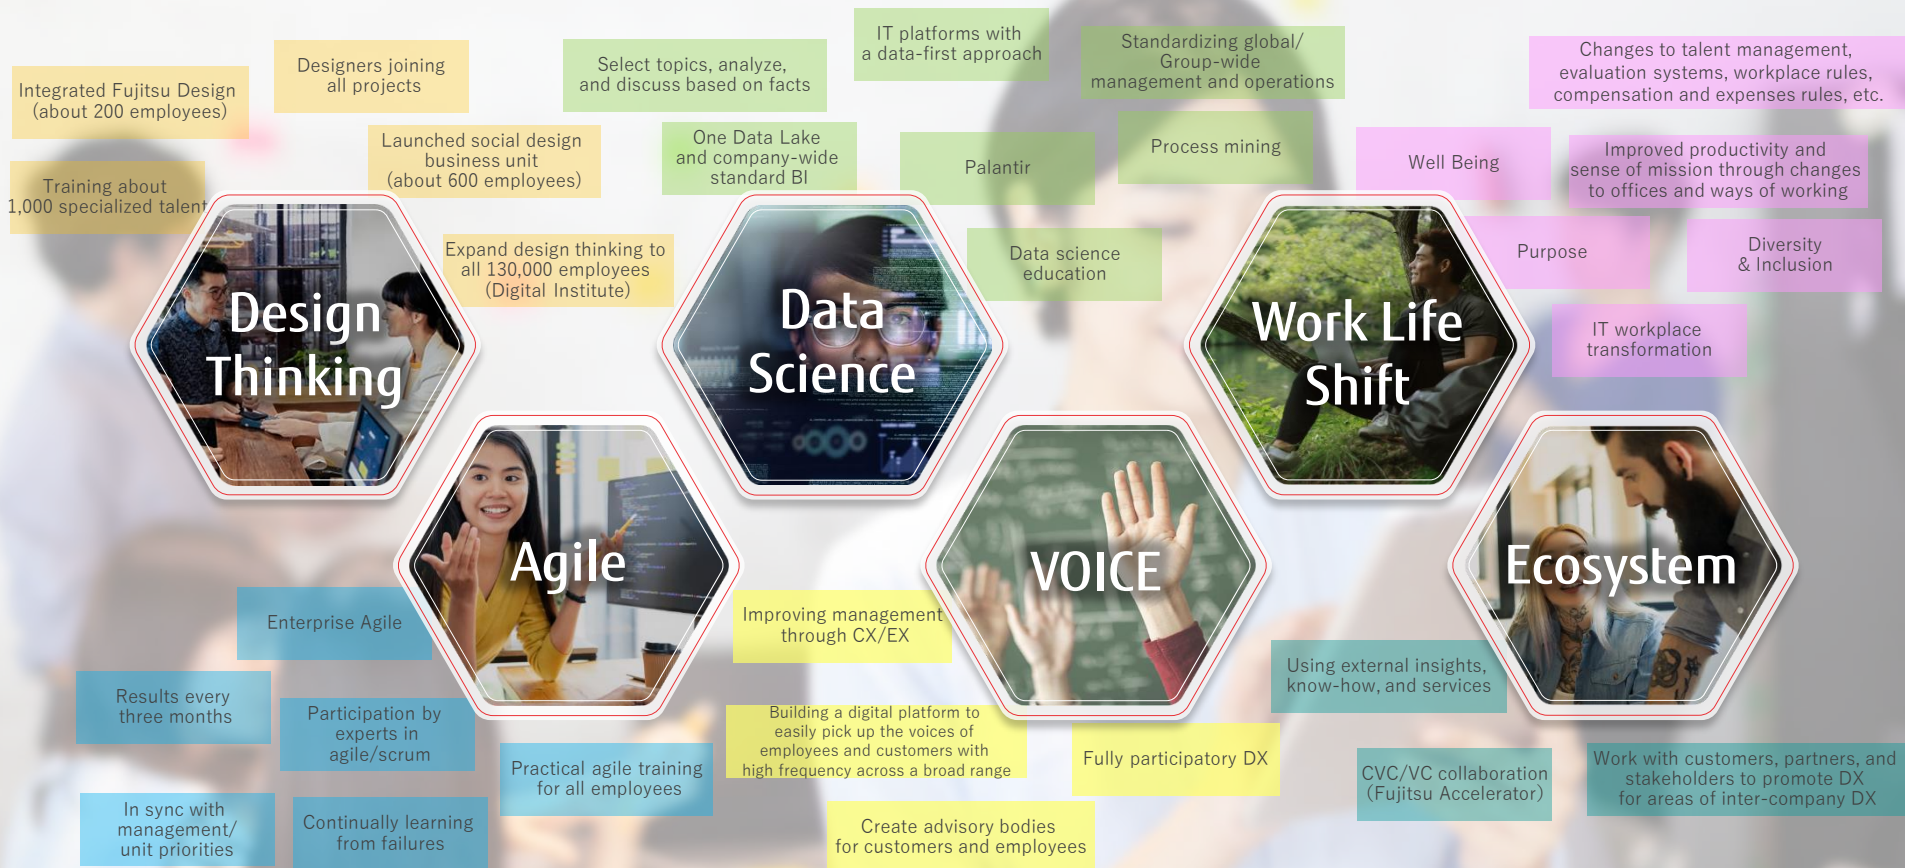 Integrated Fujitsu Design
(about 200 employees)
Designers joining
all projects
Training about
1,000 specialized talent
Launched social design
business unit
(about 600 employees)
Expand design thinking to
all 130,000 employees
(Digital Institute)
Design
Thinking
Select topics, analyze,
and discuss based on facts
IT platforms with
a data-first approach
Standardizing global/
Group-wide
management and operations
One Data Lake
and company-wide
standard BI
Palantir
Process mining
Data science
education
Data
Science
Changes to talent management,
evaluation systems, workplace rules,
compensation and expenses rules, etc.
Well Being
Improved productivity and
sense of mission through changes
to offices and ways of working
Purpose
Diversity
& Inclusion
IT workplace
transformation
Work Life
Shift
Agile
Enterprise Agile
Results every
three months
Participation by
experts in
agile/scrum
Practical agile training
for all employees
In sync with
management/
unit priorities
Continually learning
from failures
VOICE
Improving management
through CX/EX
Building a digital platform to
easily pick up the voices of
employees and customers with
high frequency across a broad range
Fully participatory DX
Create advisory bodies
for customers and employees
Ecosystem
Using external insights,
know-how, and services
CVC/VC collaboration
(Fujitsu Accelerator)
Work with customers, partners, and
stakeholders to promote DX
for areas of inter-company DX